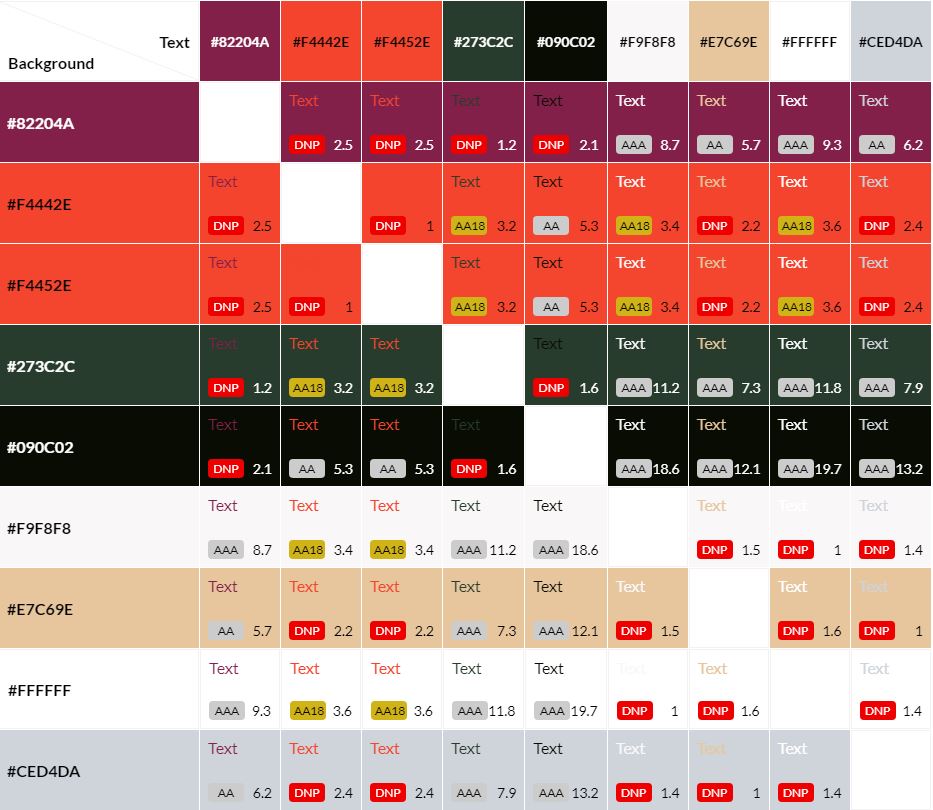 Text #82204A #F4442E #F4452E #273C2C #090C02 #F9F8F8 #E7C69E #FFFFFF #CED4DA
Background
#82204A
Text Text Text Text Text Text Text Text
DNP 2.5 DNP 2.5 DNP 1.2 DNP 2.1 AAA 8.7 AA 5.7 AAA 9.3 AA 6.2
#F4442E
Text Text Text Text Text Text Text
DNP 2.5 DNP 1 AA18 3.2 AA 5.3 AA18 3.4 DNP 2.2 AA18 3.6 DNP 2.4
#F4452E
Text Text Text Text Text Text Text
DNP 2.5 DNP 1 AA18 3.2 AA 5.3 AA18 3.4 DNP 2.2 AA18 3.6 DNP 2.4
#273C2C
Text Text Text Text Text Text Text Text
DNP 1.2 AA18 3.2 AA18 3.2 DNP 1.6 AAA 11.2 AAA 7.3 AAA 11.8 AAA 7.9
#090C02
Text Text Text Text Text Text Text Text
DNP 2.1 AA 5.3 AA 5.3 DNP 1.6 AAA 18.6 AAA 12.1 AAA 19.7 AAA 13.2
#F9F8F8
Text Text Text Text Text Text Text Text
AAA 8.7 AA18 3.4 AA18 3.4 AAA 11.2 AAA 18.6 DNP 1.5 DNP 1 DNP 1.4
#E7C69E
Text Text Text Text Text Text Text Text
AA 5.7 DNP 2.2 DNP 2.2 AAA 7.3 AAA 12.1 DNP 1.5 DNP 1.6 DNP 1
#FFFFFF
Text Text Text Text Text Text Text Text
AAA 9.3 AA18 3.6 AA18 3.6 AAA 11.8 AAA 19.7 DNP 1 DNP 1.6 DNP 1.4
#CED4DA
Text Text Text Text Text Text Text Text
AA 6.2 DNP 2.4 DNP 2.4 AAA 7.9 AAA 13.2 DNP 1.4 DNP 1 DNP 1.4